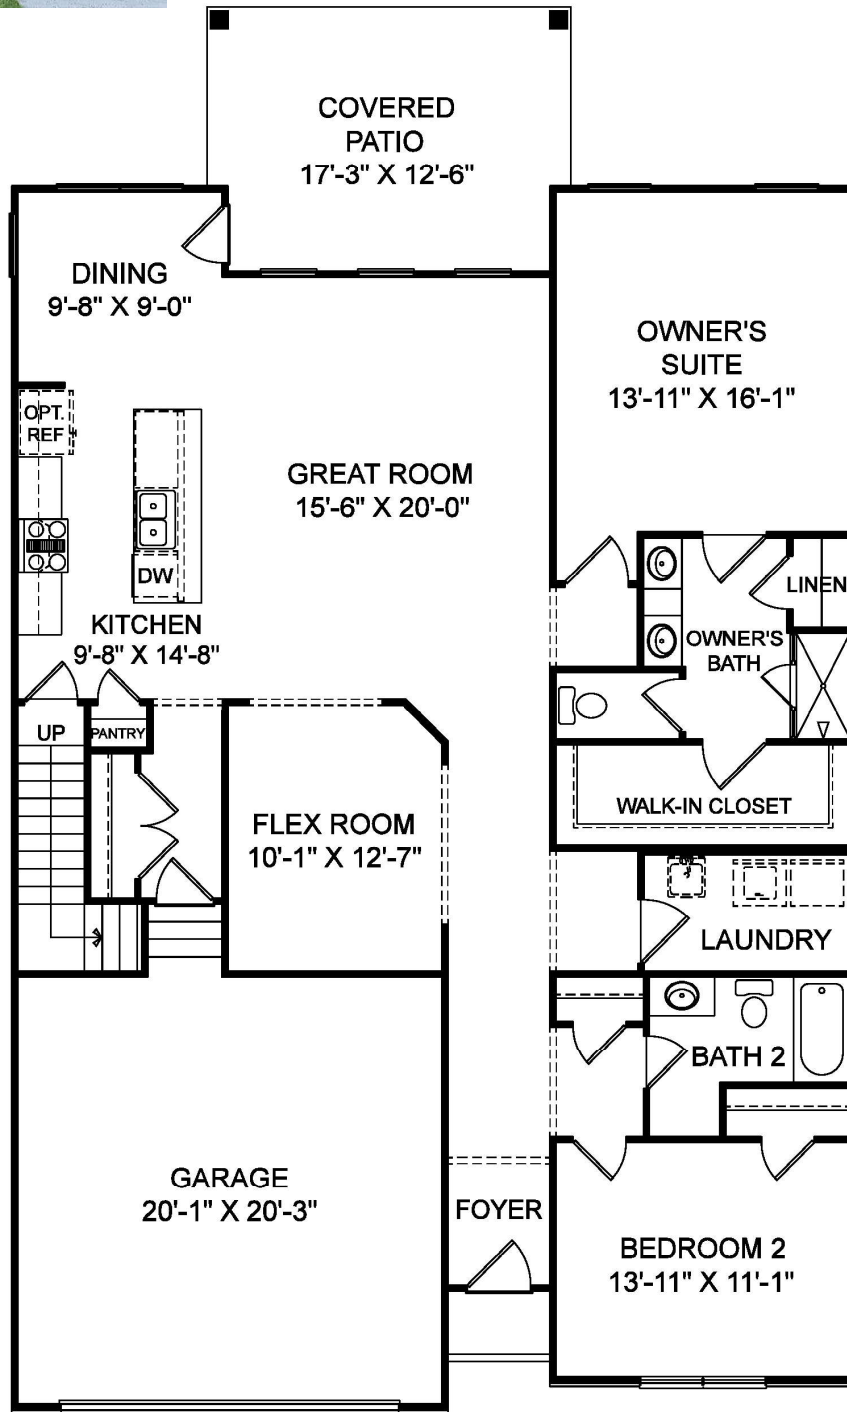 COVERED
PATIO
17'-3" X 12'-6"
DINING
9'-8" X 9'-0"
OWNER'S
SUITE
13'-11" X 16'-1"
OPT.
REF
GREAT ROOM
15'-6" X 20'-0"
DW
LINEN
KITCHEN
9'-8" X 14'-8"
OWNER'S
BATH
UP
PANTRY
WALK-IN CLOSET
FLEX ROOM
10'-1" X 12'-7"
LAUNDRY
BATH 2
GARAGE
20'-1" X 20'-3"
FOYER
BEDROOM 2
13'-11" X 11'-1"